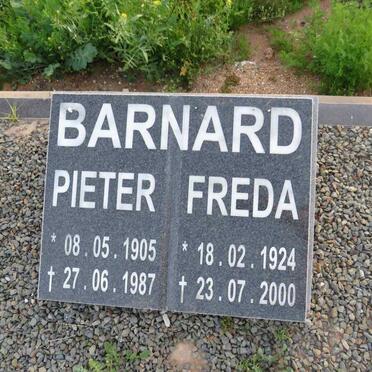 BARNARD
PIETER FREDA
* 08.05.1905 * 18.02.1924
† 27.06.1987 † 23.07.2000